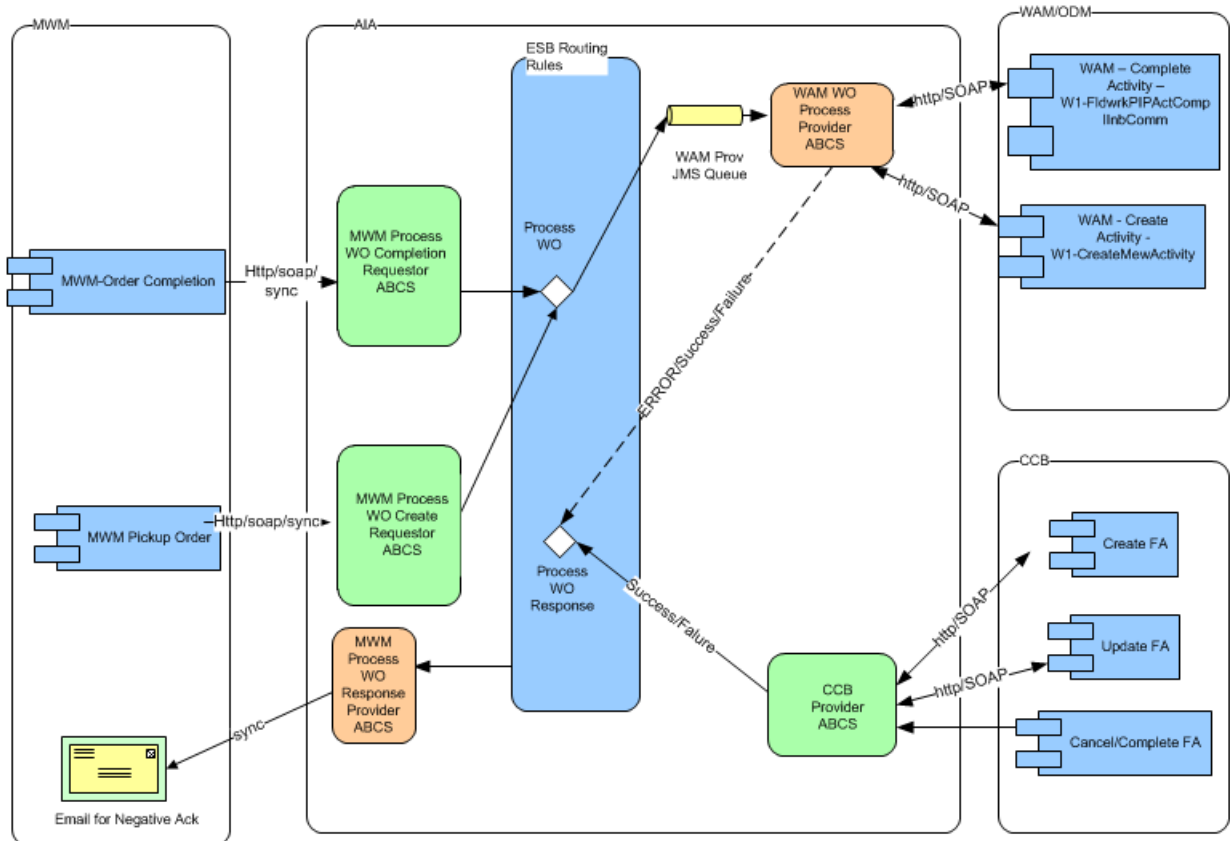 MWM
AIA
WAM/ODM
ESB Routing
Rules
WAM – Complete
Activity –
W1-FldwrkPIPActComp
lInbComm
http/SOAP
WAM WO
Process
Provider
ABCS
WAM Prov
JMS Queue
http/SOAP
WAM - Create
Activity -
W1-CreateMewActivity
MWM-Order Completion
Http/soap/
sync
MWM Process
WO Completion
Requestor
ABCS
Process
WO
ERROR/Success/Failure
CCB
MWM Pickup Order
Http/soap/sync
MWM Process
WO Create
Requestor
ABCS
Process
WO
Response
Success/Falure
http/SOAP
Create FA
http/SOAP
Update FA
CCB
Provider
ABCS
Cancel/Complete FA
MWM
Process
WO
Response
Provider
ABCS
sync
Email for Negative Ack